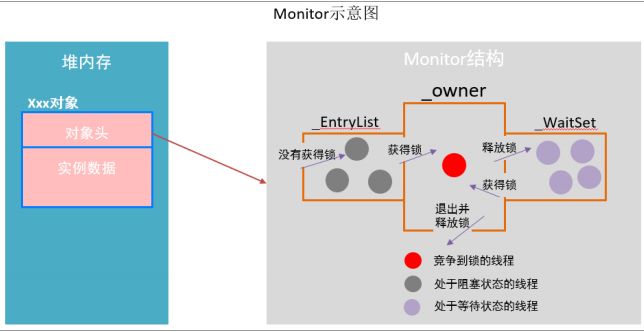 Monitor示意图
堆内存
Xxx对象
对象头
实例数据
Monitor结构
_owner
_EntryList
_WaitSet
没有获得锁
获得锁
释放锁
获得锁
退出并
释放锁
竞争到锁的线程
处于阻塞状态的线程
处于等待状态的线程